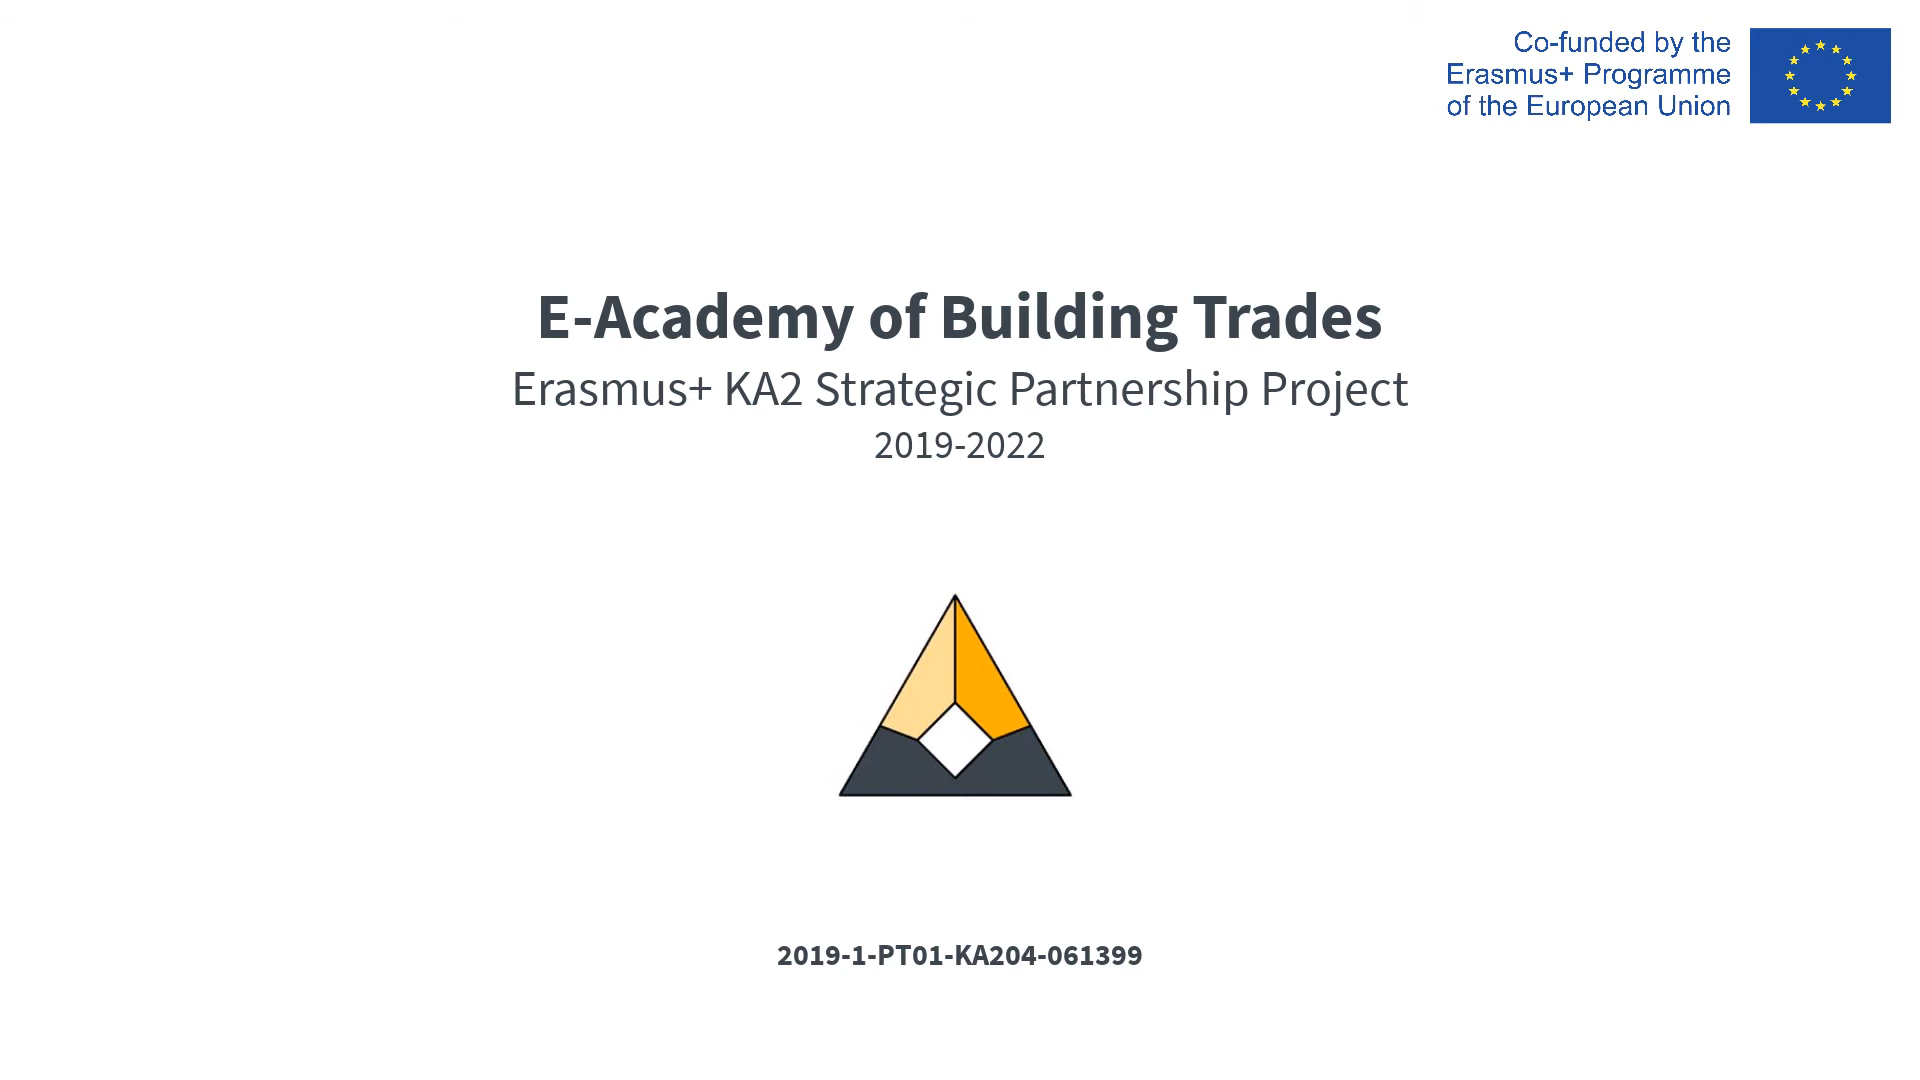 Co-funded by the
Erasmus+ Programme
of the European Union
E-Academy of Building Trades
Erasmus+ KA2 Strategic Partnership Project
2019-2022
2019-1-PT01-KA204-061399